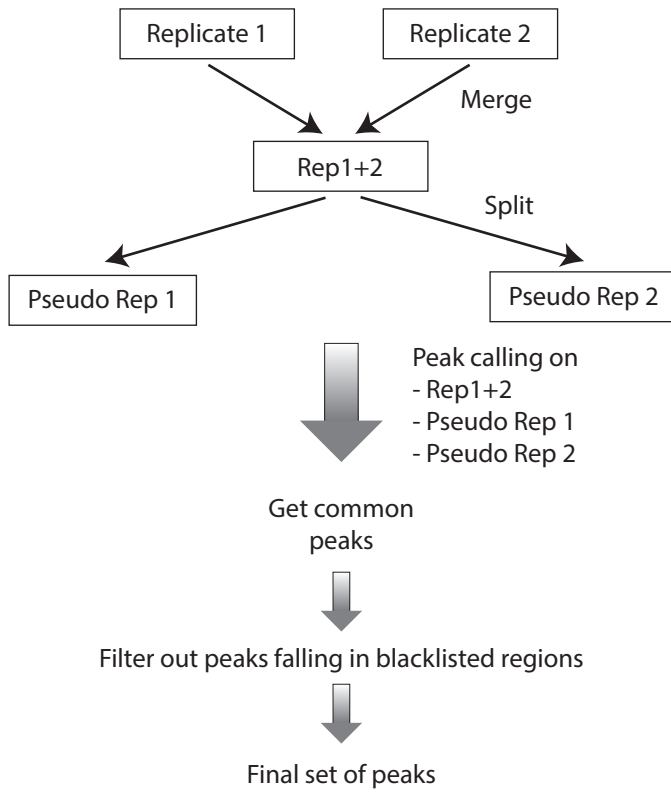 Replicate 1
Replicate 2
Merge
Rep1+2
Split
Pseudo Rep 1
Pseudo Rep 2
Peak calling on
- Rep1+2
- Pseudo Rep 1
- Pseudo Rep 2
Get common
peaks
Filter out peaks falling in blacklisted regions
Final set of peaks